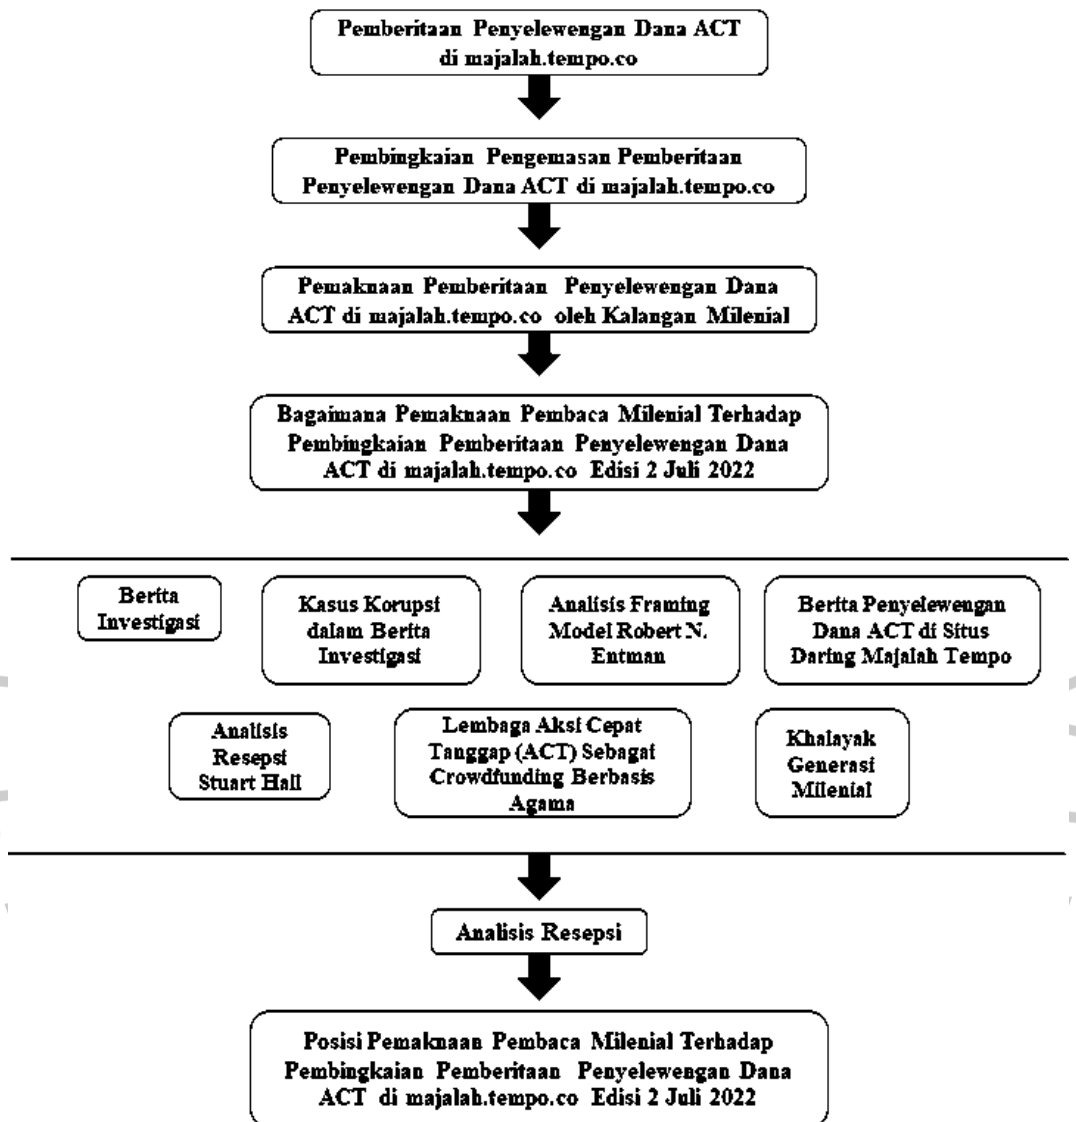 Pemberitaan Penyelewengan Dana ACT
di majalah.tempo.co
Pembingkaian Pengemasan Pemberitaan
Penyelewengan Dana ACT di majalah.tempo.co
Pemaknaan Pemberitaan Penyelewengan Dana
ACT di majalah.tempo.co oleh Kalangan Milenial
Bagaimana Pemaknaan Pembaca Milenial Terhadap
Pembingkaian Pemberitaan Penyelewengan Dana
ACT di majalah.tempo.co Edisi 2 Juli 2022
Berita
Investigasi
Kasus Korupsi
dalam Berita
Investigasi
Analisis Framing
Model Robert N.
Entman
Berita Penyelewengan
Dana ACT di Situs
Daring Majalah Tempo
Analisis
Resepsi
Stuart Hall
Lembaga Aksi Cepat
Tanggap (ACT) Sebagai
Crowdfunding Berbasis
Agama
Khalayak
Generasi
Milenial
Analisis Resepsi
Posisi Pemaknaan Pembaca Milenial Terhadap
Pembingkaian Pemberitaan Penyelewengan Dana
ACT di majalah.tempo.co Edisi 2 Juli 2022